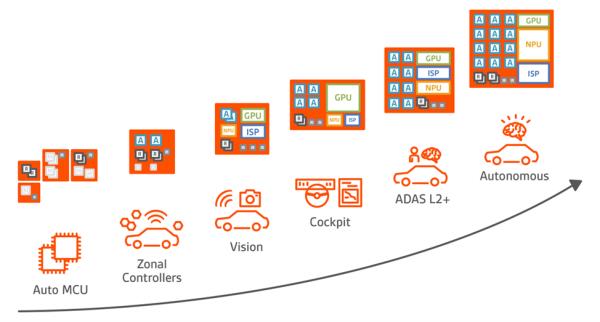 A A A GPU
A A A
NPU
A A A
A A A
R R
ISP
A A GPU
A A ISP
A A NPU
A A
R
A A
GPU
A A
R
NPU ISP
A GPU
NPU ISP
R
A A
R R
R
R
R
Auto MCU
Zonal
Controllers
Vision
Cockpit
ADAS L2+
Autonomous